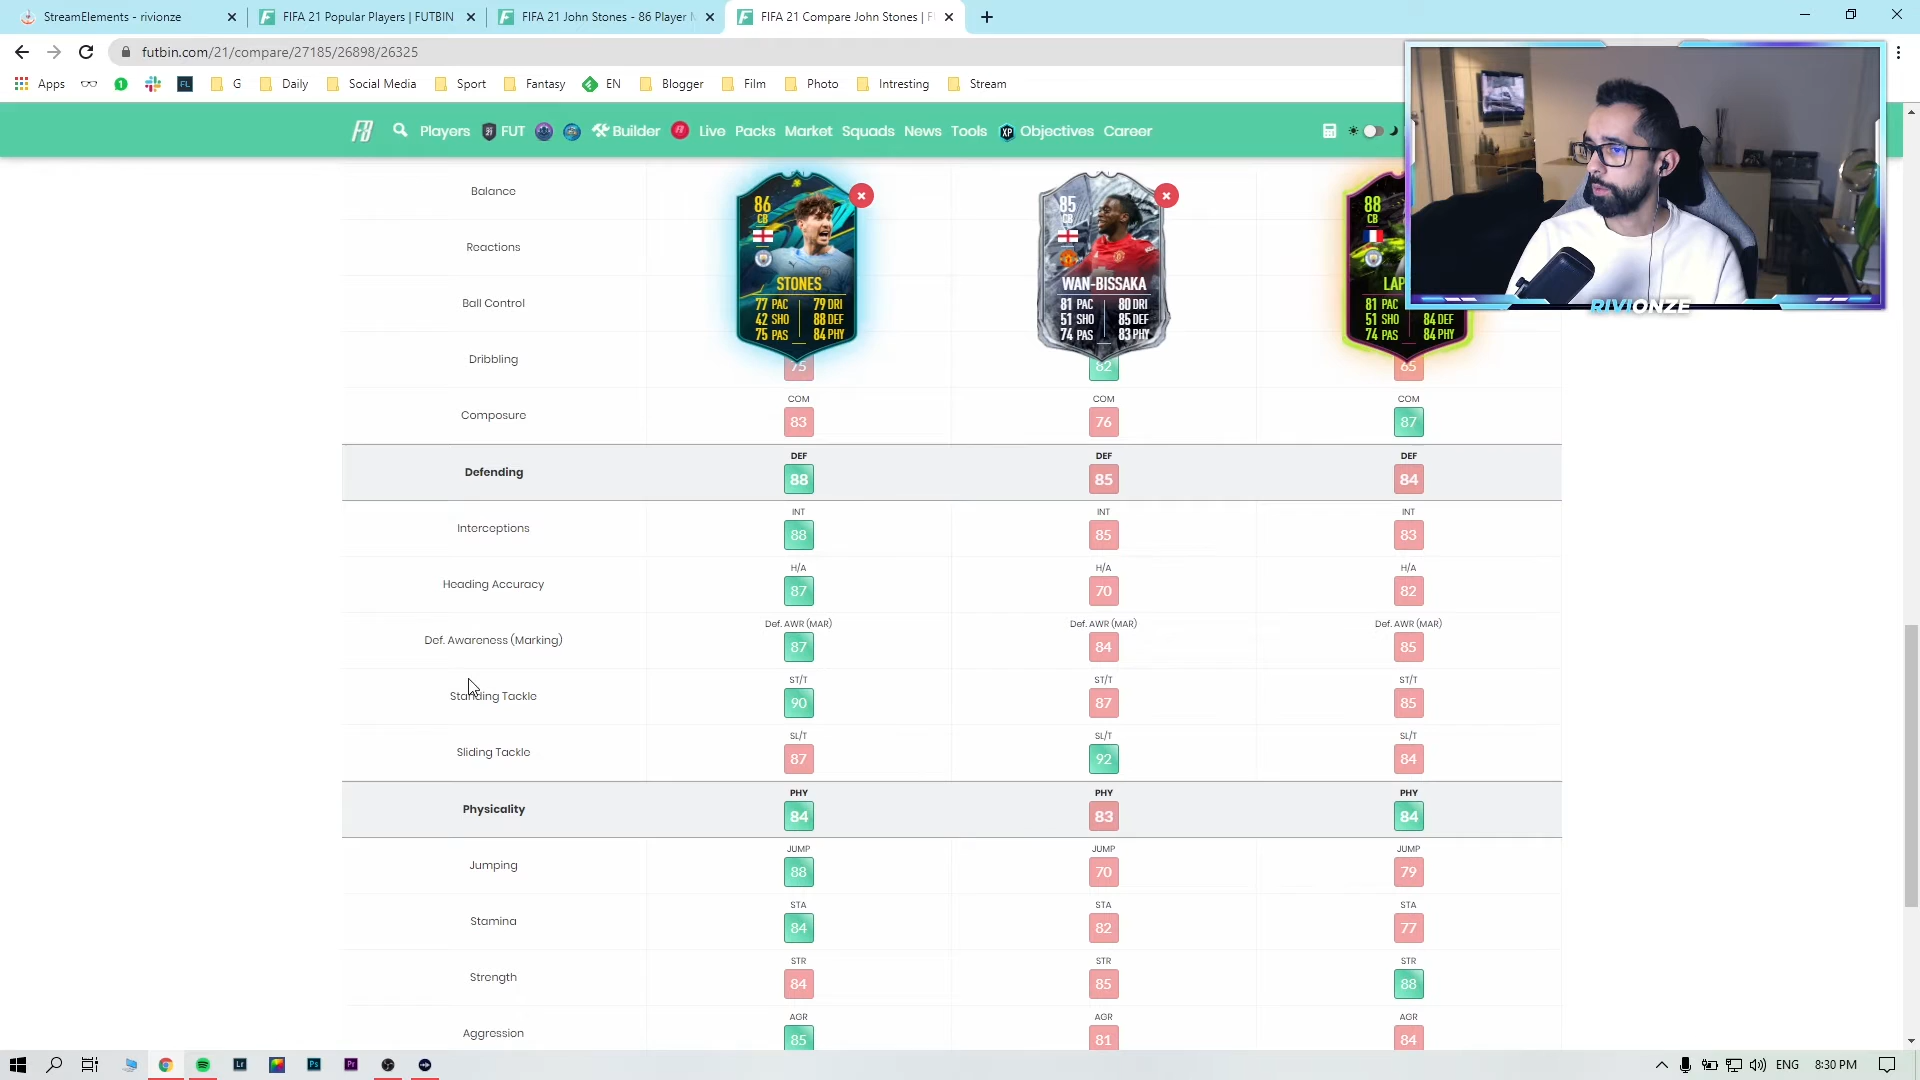 StreamElements - rivionze
FIFA 21 Popular Players | FUTBIN
FIFA 21 John Stones - 86 Player M
FIFA 21 Compare John Stones | F
futbin.com/21/compare/27185/26898/26325
Apps G Daily Social Media Sport Fantasy EN Blogger Film Photo Intresting Stream
Players FUT Builder Live Packs Market Squads News Tools XP Objectives Career
Balance
Reactions
Ball Control
Dribbling 75 82 65
86 CB
STONES
77 PAC 79 DRI
42 SHO 88 DEF
75 PAS 84 PHY
85 CB
WAN-BISSAKA
81 PAC 80 DRI
51 SHO 85 DEF
74 PAS 83 PHY
88 CB
LAP
81 PAC
51 SHO 84 DEF
74 PAS 84 PHY
RIVIONZE
COM COM COM
Composure 83 76 87
DEF DEF DEF
Defending 88 85 84
INT INT INT
Interceptions 88 85 83
H/A H/A H/A
Heading Accuracy 87 70 82
Def. AWR (MAR) Def. AWR (MAR) Def. AWR (MAR)
Def. Awareness (Marking) 87 84 85
ST/T ST/T ST/T
Standing Tackle 90 87 85
SL/T SL/T SL/T
Sliding Tackle 87 92 84
PHY PHY PHY
Physicality 84 83 84
JUMP JUMP JUMP
Jumping 88 70 79
STA STA STA
Stamina 84 82 77
STR STR STR
Strength 84 85 88
AGR AGR AGR
Aggression 85 81 84
Lr Ps Pr ENG 8:30 PM